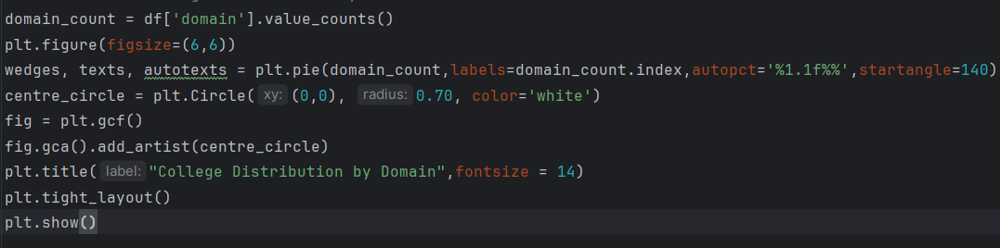 domain_count = df['domain'].value_counts()
plt.figure(figsize=(6,6))
wedges, texts, autotexts = plt.pie(domain_count,labels=domain_count.index,autopct='%1.1f%%',startangle=140)
centre_circle = plt.Circle( xy: (0,0), radius: 0.70, color='white')
fig = plt.gcf()
fig.gca().add_artist(centre_circle)
plt.title( label: "College Distribution by Domain",fontsize = 14)
plt.tight_layout()
plt.show()